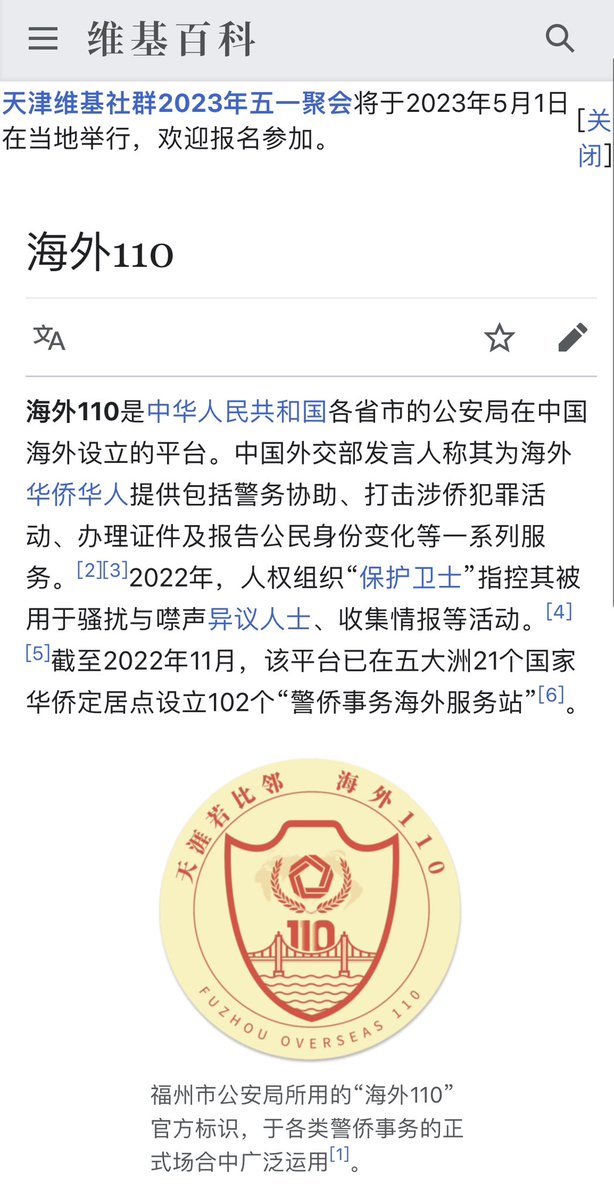 维基百科
天津维基社群2023年五一聚会将于2023年5月1日
在当地举行，欢迎报名参加。
[关
闭]
海外110
文A
海外110是中华人民共和国各省市的公安局在中国
海外设立的平台。中国外交部发言人称其为海外
华侨华人提供包括警务协助、打击涉侨犯罪活
动、办理证件及报告公民身份变化等一系列服
务。[2][3]2022年，人权组织“保护卫士”指控其被
用于骚扰与噤声异议人士、收集情报等活动。[4]
[5]截至2022年11月，该平台已在五大洲21个国家
华侨定居点设立102个“警侨事务海外服务站”[6]。
天涯若比邻 海外110
110
FUZHOU OVERSEAS 110
福州市公安局所用的“海外110”
官方标识，于各类警侨事务的正
式场合中广泛运用[1]。